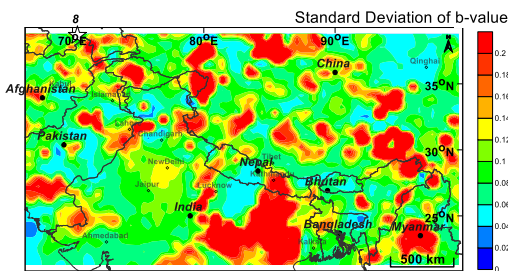 Standard Deviation of b-value
8
70°E 80°E 90°E
N
China
Qinghai
Kabul
Afghanistan
Islamabad
35°N
Lahore
Chandigarh
Pakistan
30°N
NewDelhi
Nepal
Tibet
Kathmandu
Jaipur
Lucknow
Bhutan
India
25°N
Bangladesh
Myanmar
Ahmedabad
Kolkata
500 km
0.2
0.18
0.16
0.14
0.12
0.1
0.08
0.06
0.04
0.02
0